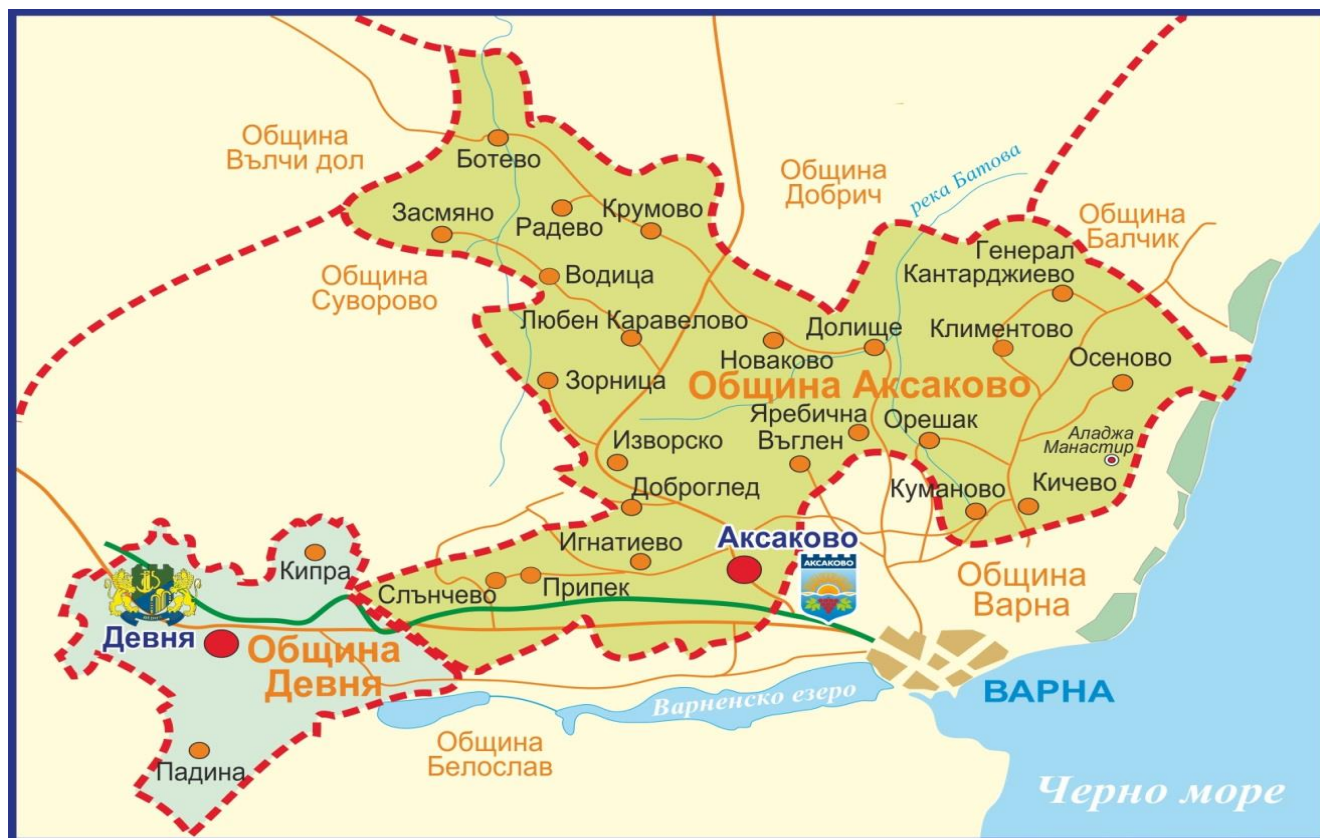 Община
Вълчи дол
Ботево
Община
Добрич
река Батова
Община
Балчик
Засмяно
Радево
Крумово
Генерал
Кантарджиево
Община
Суворово
Водица
Любен Каравелово
Новаково
Долище
Климентово
Осеново
Зорница
Община Аксаково
Яребична
Въглен
Орешак
Аладжа
Манастир
Изворско
Доброглед
Куманово
Кичево
Аксаково
АКСАКОВО
Игнатиево
Кипра
Слънчево
Припек
Община
Варна
Девня
Община
Девня
Варненско езеро
ВАРНА
Община
Белослав
Падина
Черно море